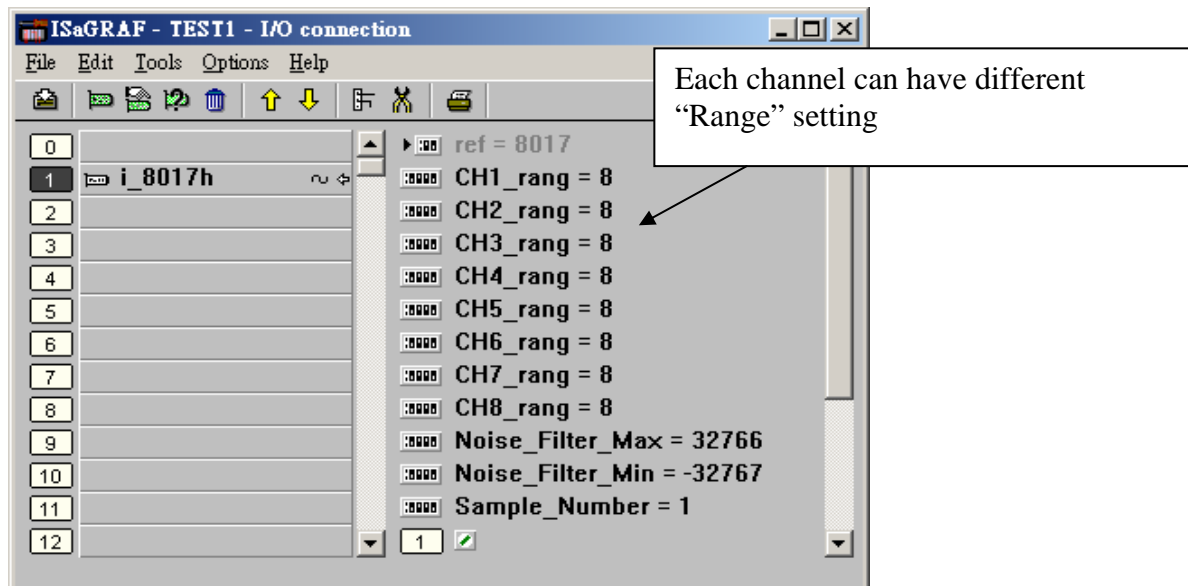 ISaGRAF - TEST1 - I/O connection
File Edit Tools Options Help
Each channel can have different
“Range” setting
0
1 i_8017h
2
3
4
5
6
7
8
9
10
11
12
ref = 8017
CH1_rang = 8
CH2_rang = 8
CH3_rang = 8
CH4_rang = 8
CH5_rang = 8
CH6_rang = 8
CH7_rang = 8
CH8_rang = 8
Noise_Filter_Max = 32766
Noise_Filter_Min = -32767
Sample_Number = 1
1